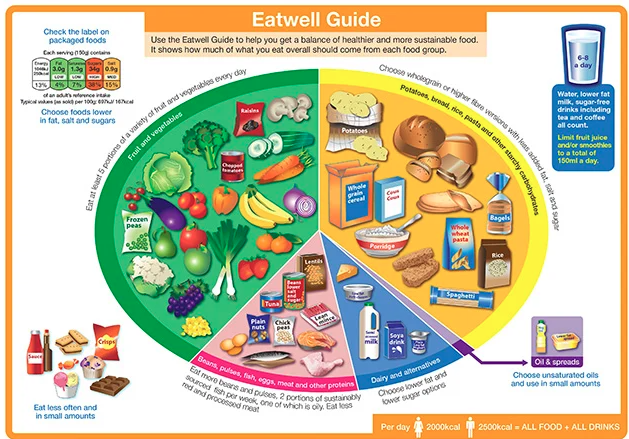 Eatwell Guide
Use the Eatwell Guide to help you get a balance of healthier and more sustainable food.
It shows how much of what you eat overall should come from each food group.
Check the label on
packaged foods
Each serving (150g) contains
Energy
1046kJ
250kcal
Fat
3.0g
LOW
Saturates
1.3g
LOW
Sugars
34g
HIGH
Salt
0.9g
MED
13%
4%
7%
38%
15%
of an adult's reference intake
Typical values (as sold) per 100g: 697kJ/ 167kcal
Choose foods lower
in fat, salt and sugars
6-8
a day
Water, lower fat
milk, sugar-free
drinks including
tea and coffee
all count.
Limit fruit juice
and/or smoothies
to a total of
150ml a day.
Eat at least 5 portions of a variety of fruit and vegetables every day
Fruit and vegetables
Raisins
Chopped
tomatoes
Frozen
peas
Choose wholegrain or higher fibre versions with less added fat, salt and sugar
Potatoes, bread, rice, pasta and other starchy carbohydrates
Potatoes
Whole
grain
cereal
Cous
Cous
Bagels
Porridge
Whole
wheat
pasta
Rice
Spaghetti
Lentils
Beans
lower
salt and
sugar
Tuna
Plain
nuts
Chick
peas
Lean
mince
Beans, pulses, fish, eggs, meat and other proteins
Eat more beans and pulses, 2 portions of sustainably
sourced fish per week, one of which is oily. Eat less
red and processed meat
milk
Soya
drink
Dairy and alternatives
Choose lower fat and
lower sugar options
Oil & spreads
Choose unsaturated oils
and use in small amounts
Sauce
Crisps
Eat less often and
in small amounts
Per day 2000kcal 2500kcal = ALL FOOD + ALL DRINKS